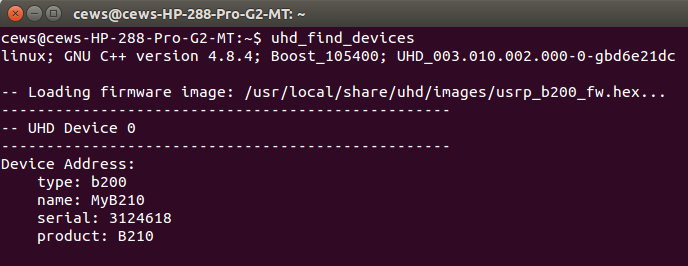 cews@cews-HP-288-Pro-G2-MT: ~
cews@cews-HP-288-Pro-G2-MT:~$ uhd_find_devices
linux; GNU C++ version 4.8.4; Boost_105400; UHD_003.010.002.000-0-gbd6e21dc
-- Loading firmware image: /usr/local/share/uhd/images/usrp_b200_fw.hex...
--------------------------------------------------
-- UHD Device 0
--------------------------------------------------
Device Address:
    type: b200
    name: MyB210
    serial: 3124618
    product: B210